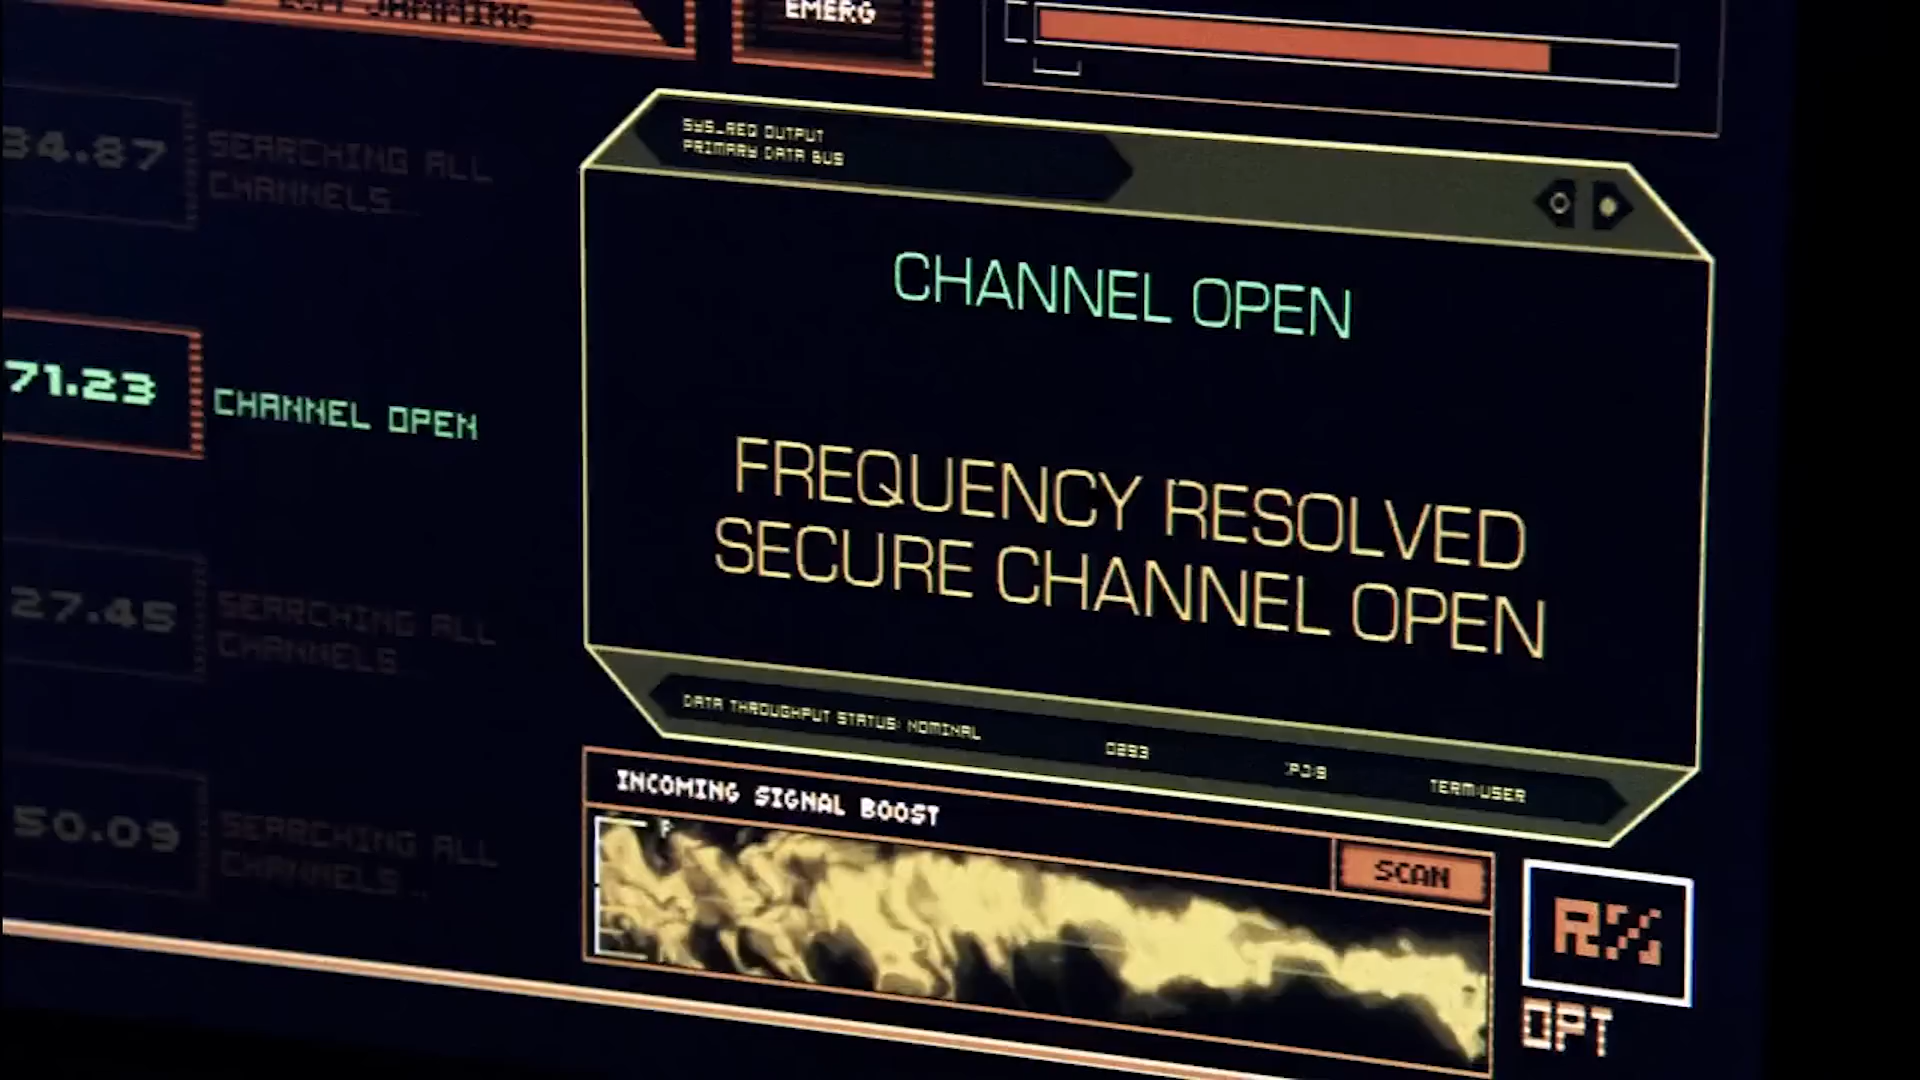 JAMMING
EMERG
34.87
SEARCHING ALL
CHANNELS...
71.23
CHANNEL OPEN
27.45
SEARCHING ALL
CHANNELS...
50.09
SEARCHING ALL
CHANNELS...
SYS_REQ OUTPUT
PRIMARY DATA BUS
CHANNEL OPEN
FREQUENCY RESOLVED
SECURE CHANNEL OPEN
DATA THROUGHPUT STATUS: NOMINAL
0293
TERM:USER
INCOMING SIGNAL BOOST
SCAN
R%
OPT